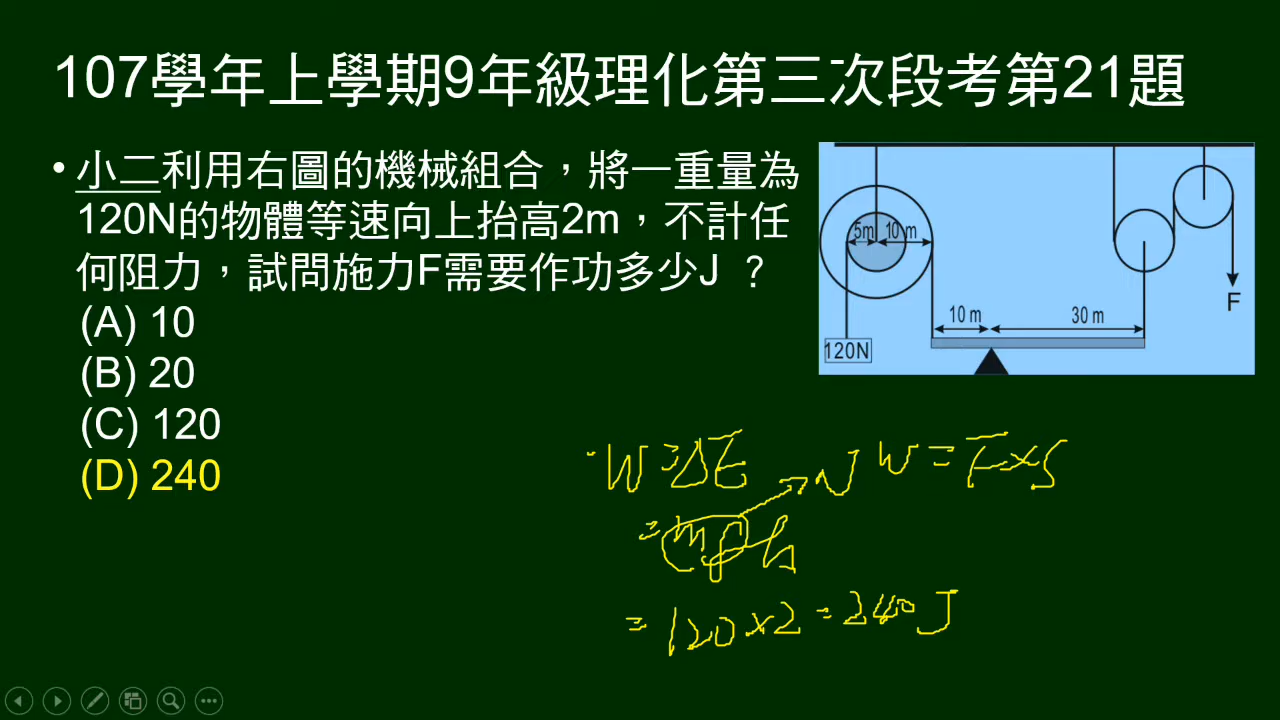 107學年上學期9年級理化第三次段考第21題
• 小二利用右圖的機械組合，將一重量為
120N的物體等速向上抬高2m，不計任
何阻力，試問施力F需要作功多少J ？
(A) 10
(B) 20
(C) 120
(D) 240
5m 10 m
10 m 30 m
F
120N
W = ΔE
W = F×S
= mgh
= 120×2 = 240 J